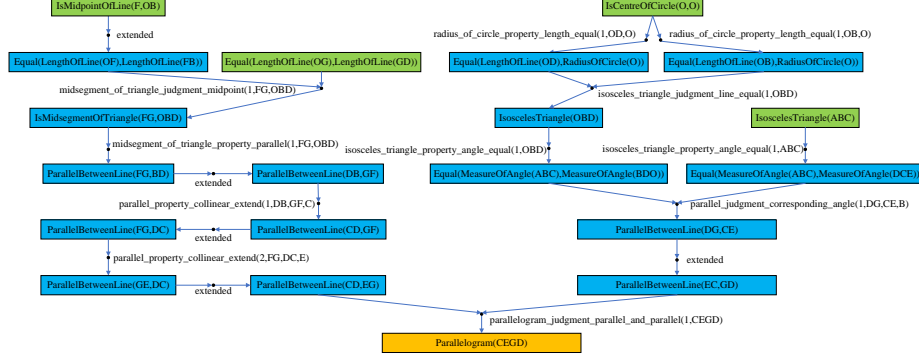 IsMidpointOfLine(F,OB)
IsCentreOfCircle(O,O)
extended
radius_of_circle_property_length_equal(1,OD,O)
radius_of_circle_property_length_equal(1,OB,O)
Equal(LengthOfLine(OF),LengthOfLine(FB))
Equal(LengthOfLine(OG),LengthOfLine(GD))
Equal(LengthOfLine(OD),RadiusOfCircle(O))
Equal(LengthOfLine(OB),RadiusOfCircle(O))
midsegment_of_triangle_judgment_midpoint(1,FG,OBD)
isosceles_triangle_judgment_line_equal(1,OBD)
IsMidsegmentOfTriangle(FG,OBD)
IsoscelesTriangle(OBD)
IsoscelesTriangle(ABC)
midsegment_of_triangle_property_parallel(1,FG,OBD)
isosceles_triangle_property_angle_equal(1,OBD)
isosceles_triangle_property_angle_equal(1,ABC)
ParallelBetweenLine(FG,BD)
extended
ParallelBetweenLine(DB,GF)
Equal(MeasureOfAngle(ABC),MeasureOfAngle(BDO))
Equal(MeasureOfAngle(ABC),MeasureOfAngle(DCE))
parallel_property_collinear_extend(1,DB,GF,C)
parallel_judgment_corresponding_angle(1,DG,CE,B)
ParallelBetweenLine(FG,DC)
extended
ParallelBetweenLine(CD,GF)
ParallelBetweenLine(DG,CE)
parallel_property_collinear_extend(2,FG,DC,E)
extended
ParallelBetweenLine(GE,DC)
extended
ParallelBetweenLine(CD,EG)
ParallelBetweenLine(EC,GD)
parallelogram_judgment_parallel_and_parallel(1,CEGD)
Parallelogram(CEGD)